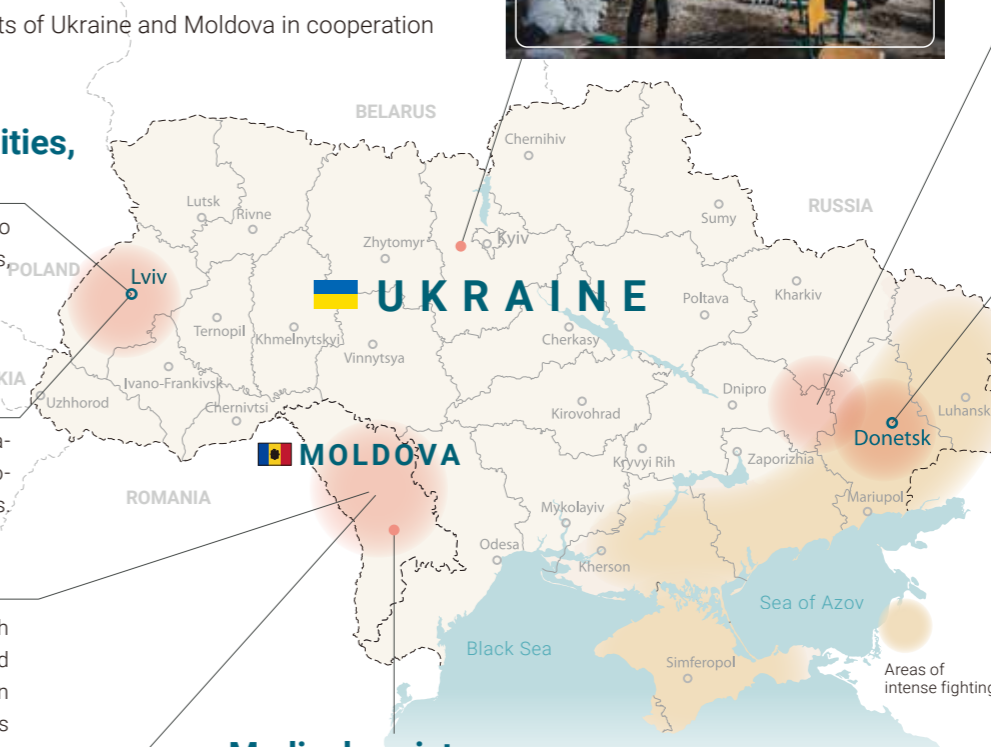 ts of Ukraine and Moldova in cooperation
BELARUS
Chernihiv
ities,
RUSSIA
Lutsk
Rivne
Sumy
o
Zhytomyr
Kyiv
s,
POLAND
Lviv
UKRAINE
Kharkiv
Poltava
Ternopil
Khmelnytskyi
Cherkasy
Vinnytsya
KIA
Ivano-Frankivsk
Dnipro
Uzhhorod
Chernivtsi
Kirovohrad
Luhansk
a-
MOLDOVA
Donetsk
Kryvyi Rih
Zaporizhia
o-
ROMANIA
Mariupol
s,
Mykolayiv
Odesa
Kherson
Sea of Azov
h
Black Sea
d
Simferopol
Areas of
intense fighting
n
s